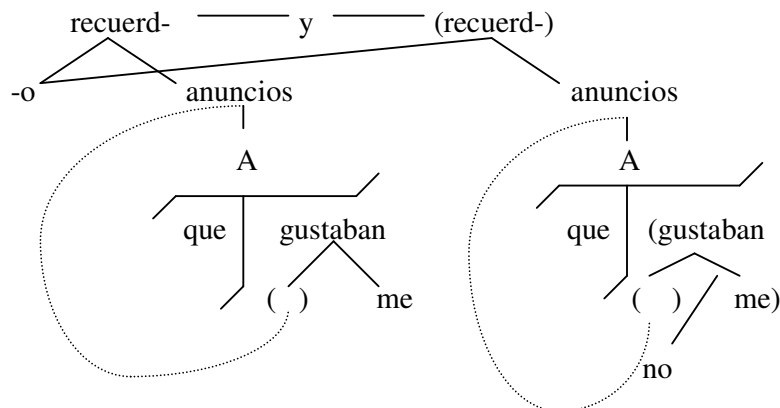 recuerd- y (recuerd-)
-o anuncios anuncios
A A
que gustaban que (gustaban
( ) me ( ) me)
no